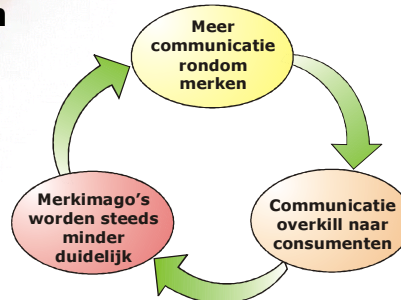 Meer
communicatie
rondom
merken
Communicatie
overkill naar
consumenten
Merkimago's
worden steeds
minder
duidelijk